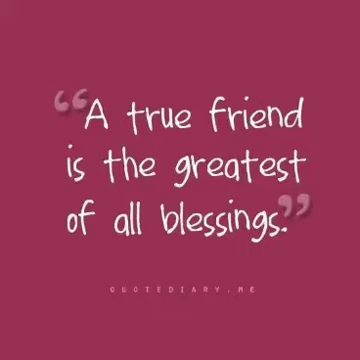 “A true friend
is the greatest
of all blessings.”
QUOTEDIARY.ME